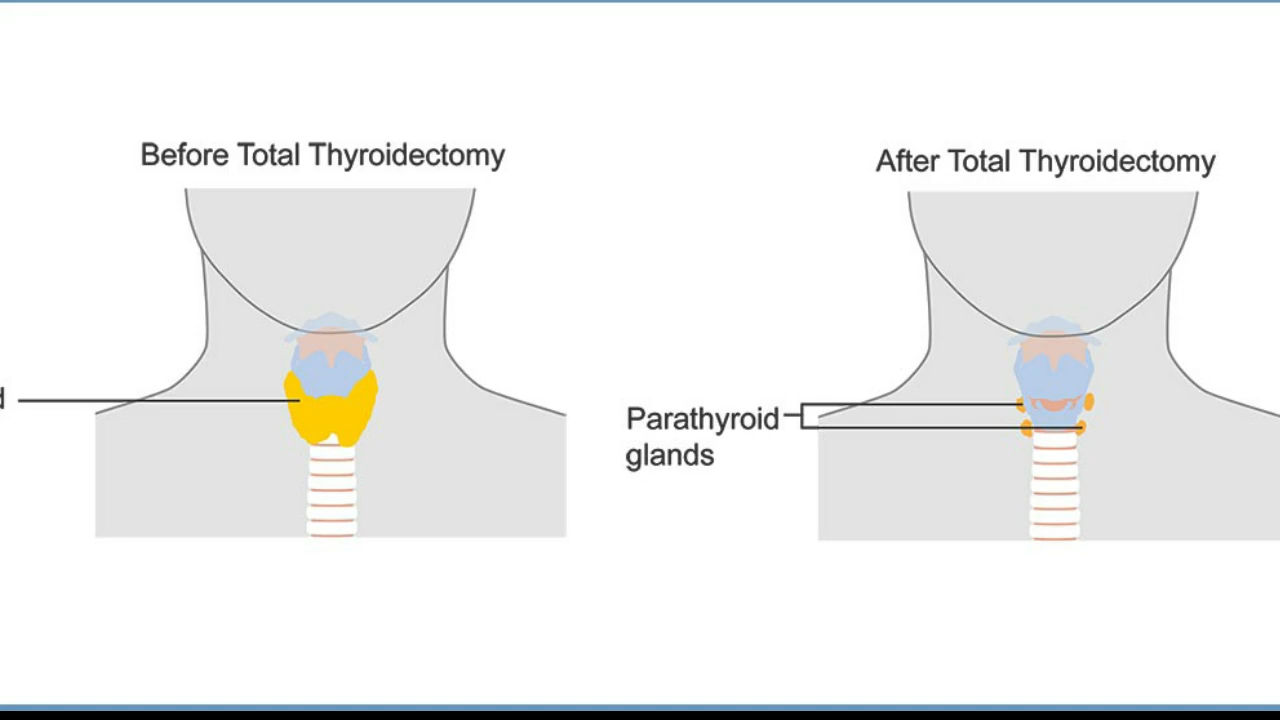 Before Total Thyroidectomy
After Total Thyroidectomy
d
Parathyroid
glands